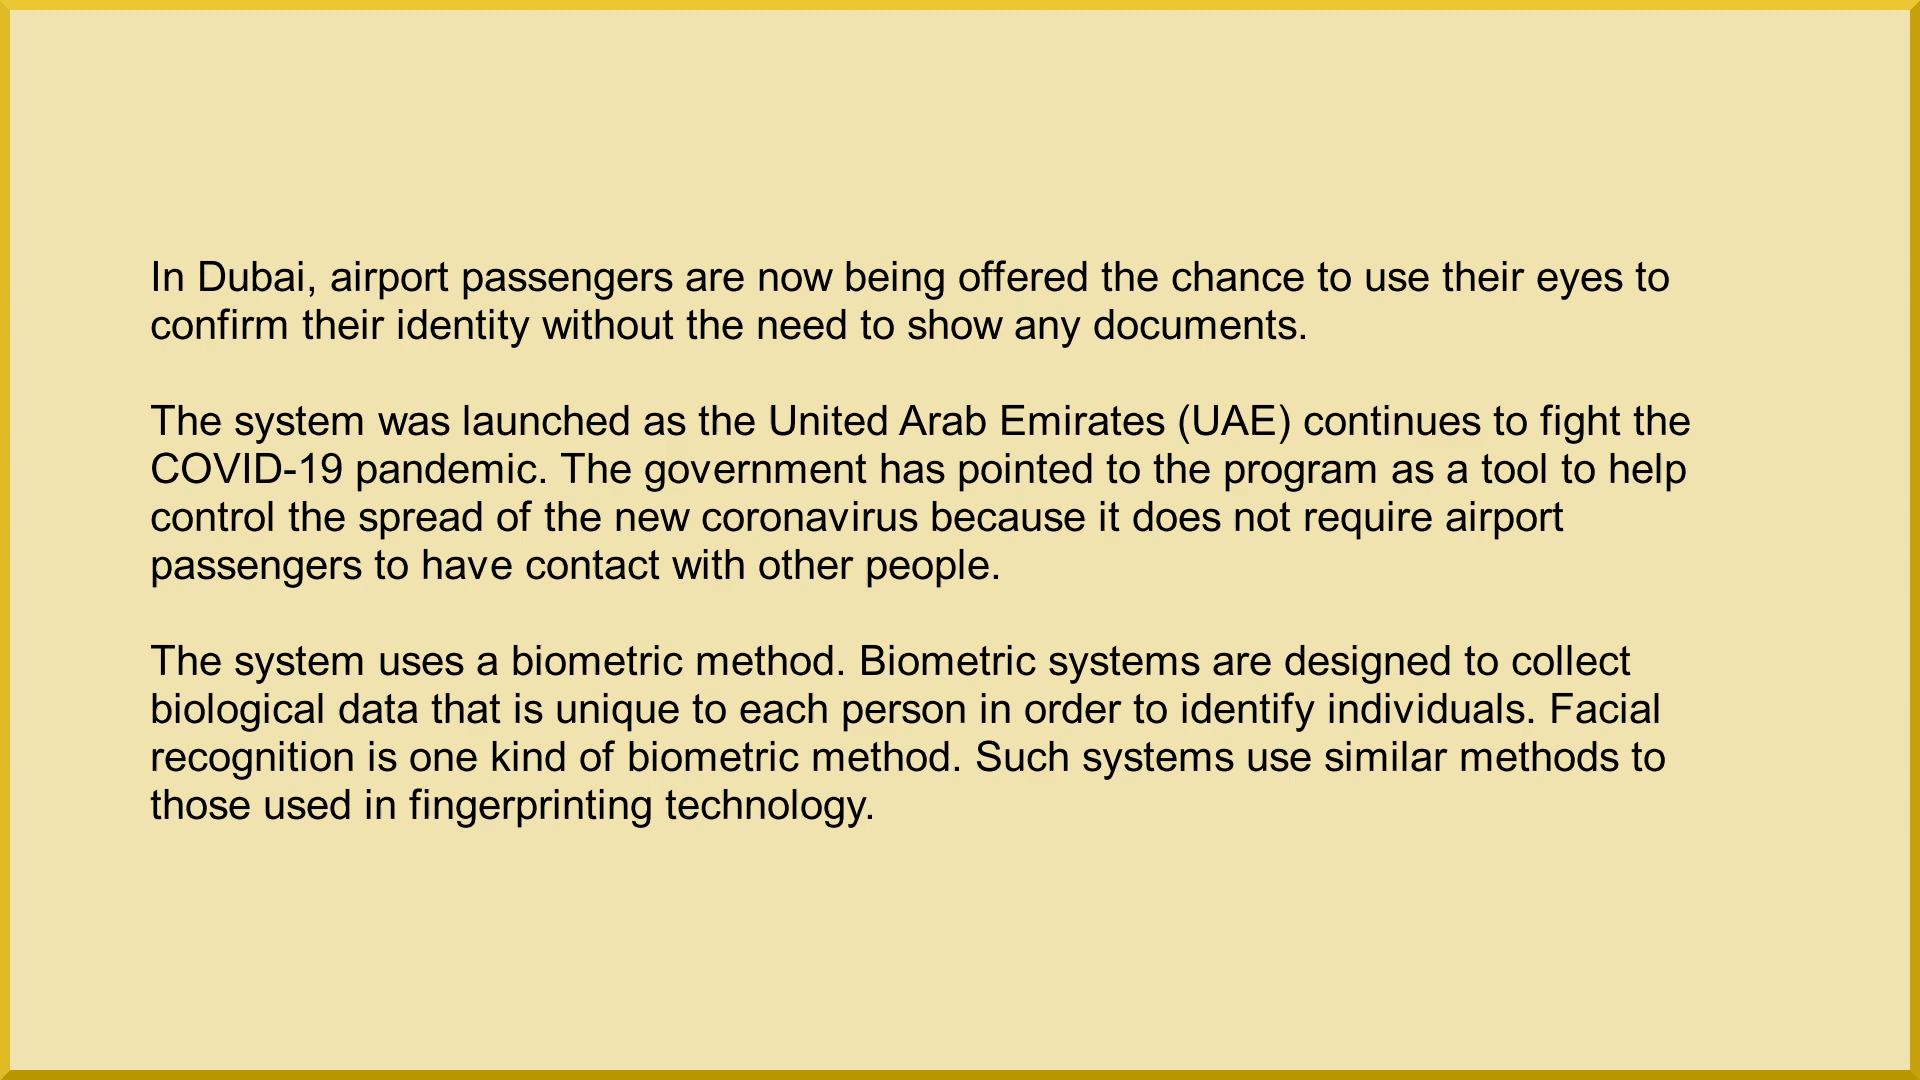 In Dubai, airport passengers are now being offered the chance to use their eyes to
confirm their identity without the need to show any documents.
The system was launched as the United Arab Emirates (UAE) continues to fight the
COVID-19 pandemic. The government has pointed to the program as a tool to help
control the spread of the new coronavirus because it does not require airport
passengers to have contact with other people.
The system uses a biometric method. Biometric systems are designed to collect
biological data that is unique to each person in order to identify individuals. Facial
recognition is one kind of biometric method. Such systems use similar methods to
those used in fingerprinting technology.